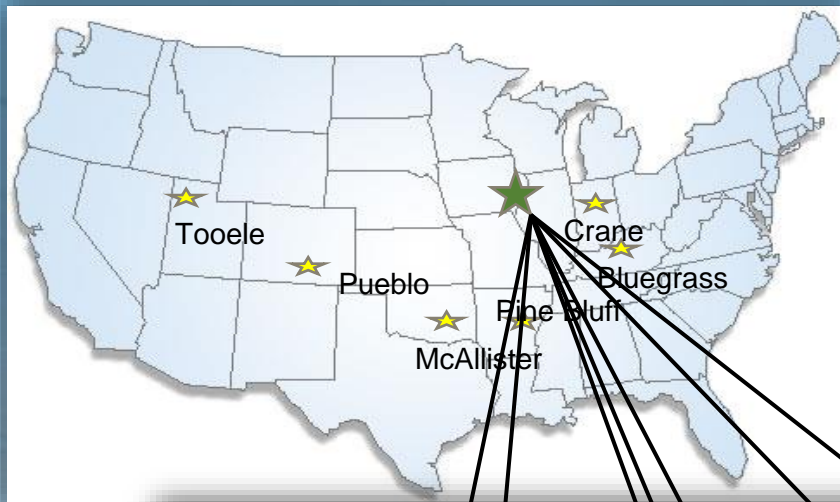 Tooele
Crane
Bluegrass
Pueblo
Pine Bluff
McAllister